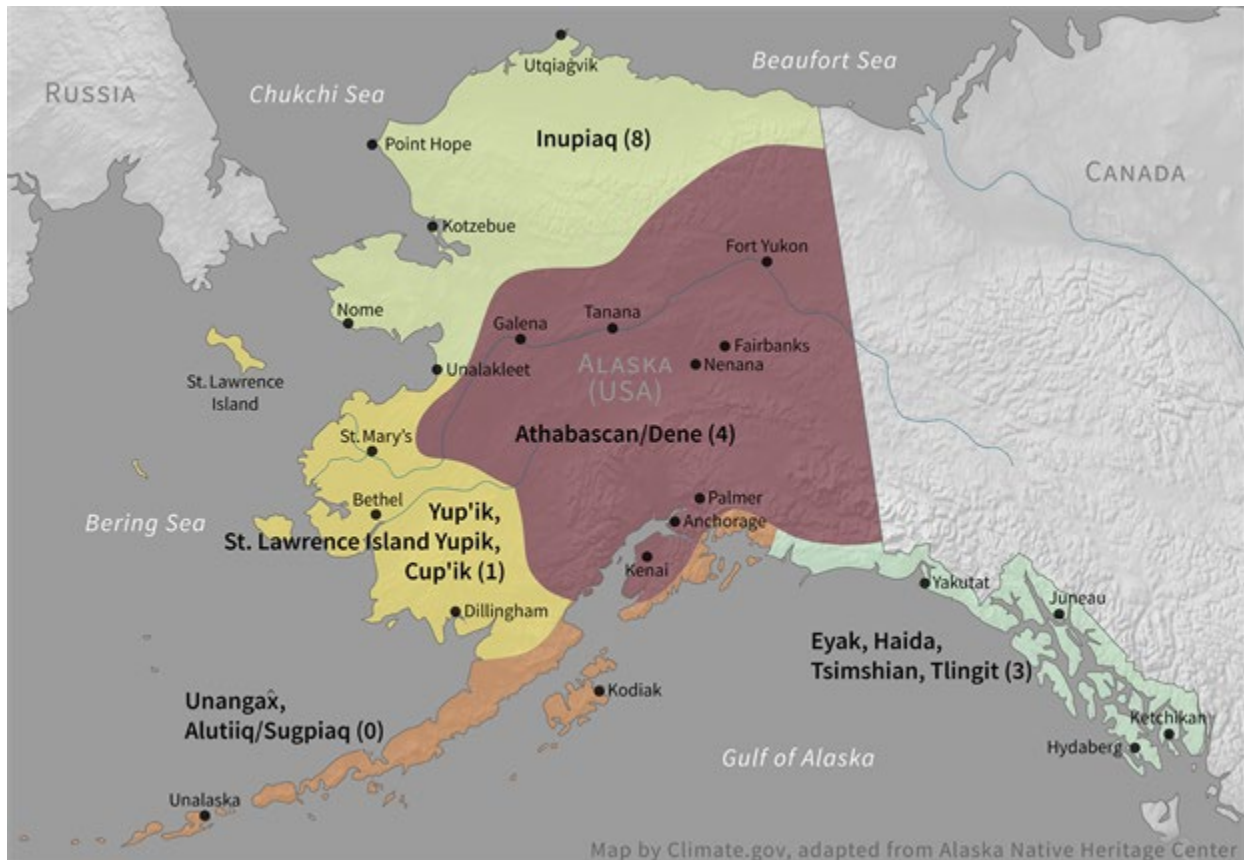 Utqiaġvik
Beaufort Sea
RUSSIA
Chukchi Sea
Point Hope
Inupiaq (8)
CANADA
Kotzebue
Fort Yukon
Nome
Galena
Tanana
Fairbanks
ALASKA
(USA)
Nenana
Unalakleet
St. Lawrence
Island
St. Mary's
Athabascan/Dene (4)
Bethel
Palmer
Anchorage
Bering Sea
Yup'ik,
St. Lawrence Island Yupik,
Cup'ik (1)
Kenai
Yakutat
Juneau
Dillingham
Eyak, Haida,
Tsimshian, Tlingit (3)
Kodiak
Unangax̂,
Alutiiq/Sugpiaq (0)
Ketchikan
Hydaberg
Gulf of Alaska
Unalaska
Map by Climate.gov, adapted from Alaska Native Heritage Center